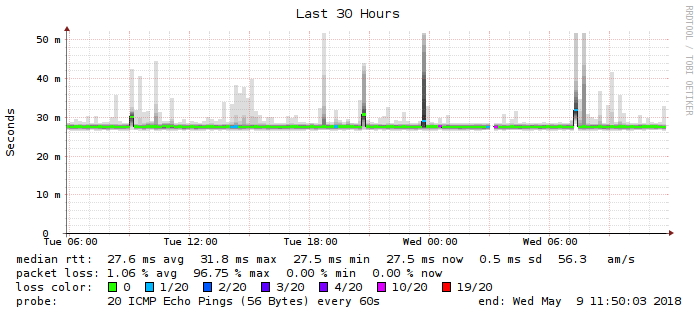 Last 30 Hours
RRDTOOL / TOBI OETIKER
Seconds
50 m
40 m
30 m
20 m
10 m
0
Tue 06:00 Tue 12:00 Tue 18:00 Wed 00:00 Wed 06:00
median rtt: 27.6 ms avg 31.8 ms max 27.5 ms min 27.5 ms now 0.5 ms sd 56.3 am/s
packet loss: 1.06 % avg 96.75 % max 0.00 % min 0.00 % now
loss color: 0 1/20 2/20 3/20 4/20 10/20 19/20
probe: 20 ICMP Echo Pings (56 Bytes) every 60s end: Wed May 9 11:50:03 2018